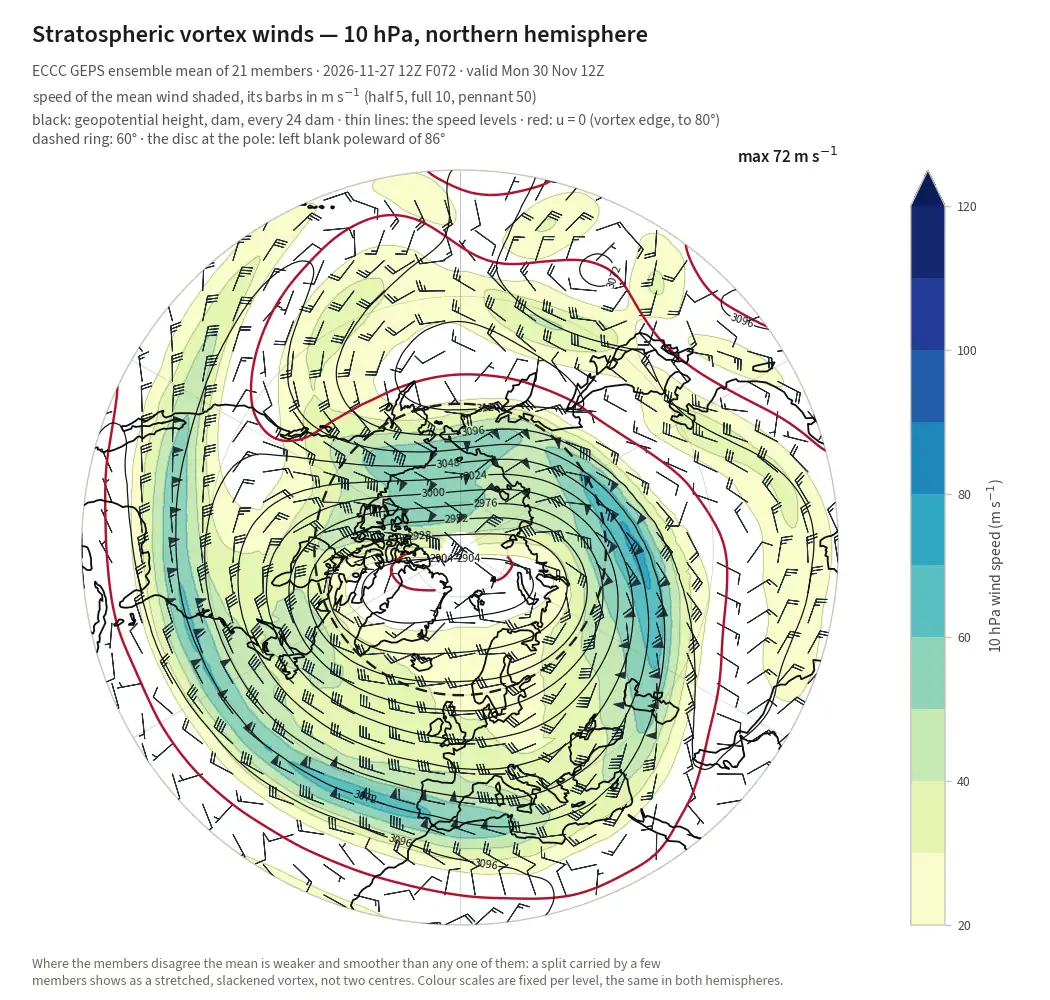 Stratospheric vortex winds — 10 hPa, northern hemisphere
ECCC GEPS ensemble mean of 21 members · 2026-11-27 12Z F072 · valid Mon 30 Nov 12Z
speed of the mean wind shaded, its barbs in m s⁻¹ (half 5, full 10, pennant 50)
black: geopotential height, dam, every 24 dam · thin lines: the speed levels · red: u = 0 (vortex edge, to 80°)
dashed ring: 60° · the disc at the pole: left blank poleward of 86°
max 72 m s⁻¹
120
100
80
60
40
20
10 hPa wind speed (m s⁻¹)
3072
3096
3096
3048
3024
3000
2976
2952
2928
2904
2904
3072
3096
3096
Where the members disagree the mean is weaker and smoother than any one of them: a split carried by a few
members shows as a stretched, slackened vortex, not two centres. Colour scales are fixed per level, the same in both hemispheres.